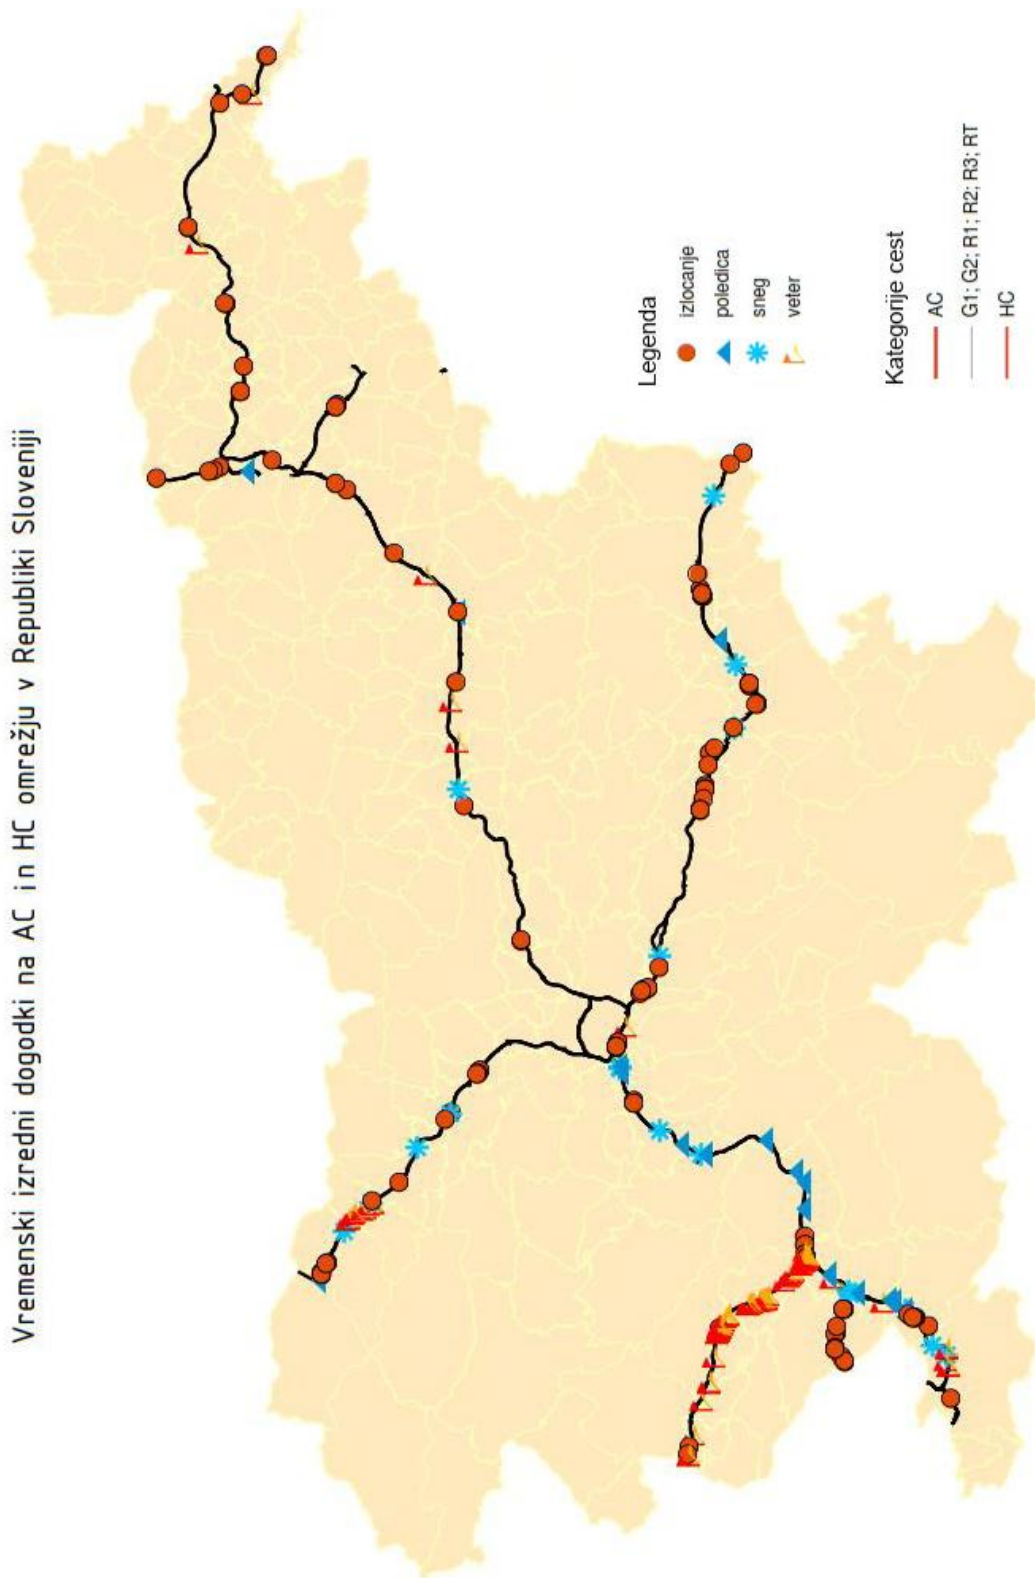 Vremenski izredni dogodki na AC in HC omrežju v Republiki Sloveniji
Legenda
izlocanje
poledica
sneg
veter
Kategorije cest
AC
G1; G2; R1; R2; R3; RT
HC